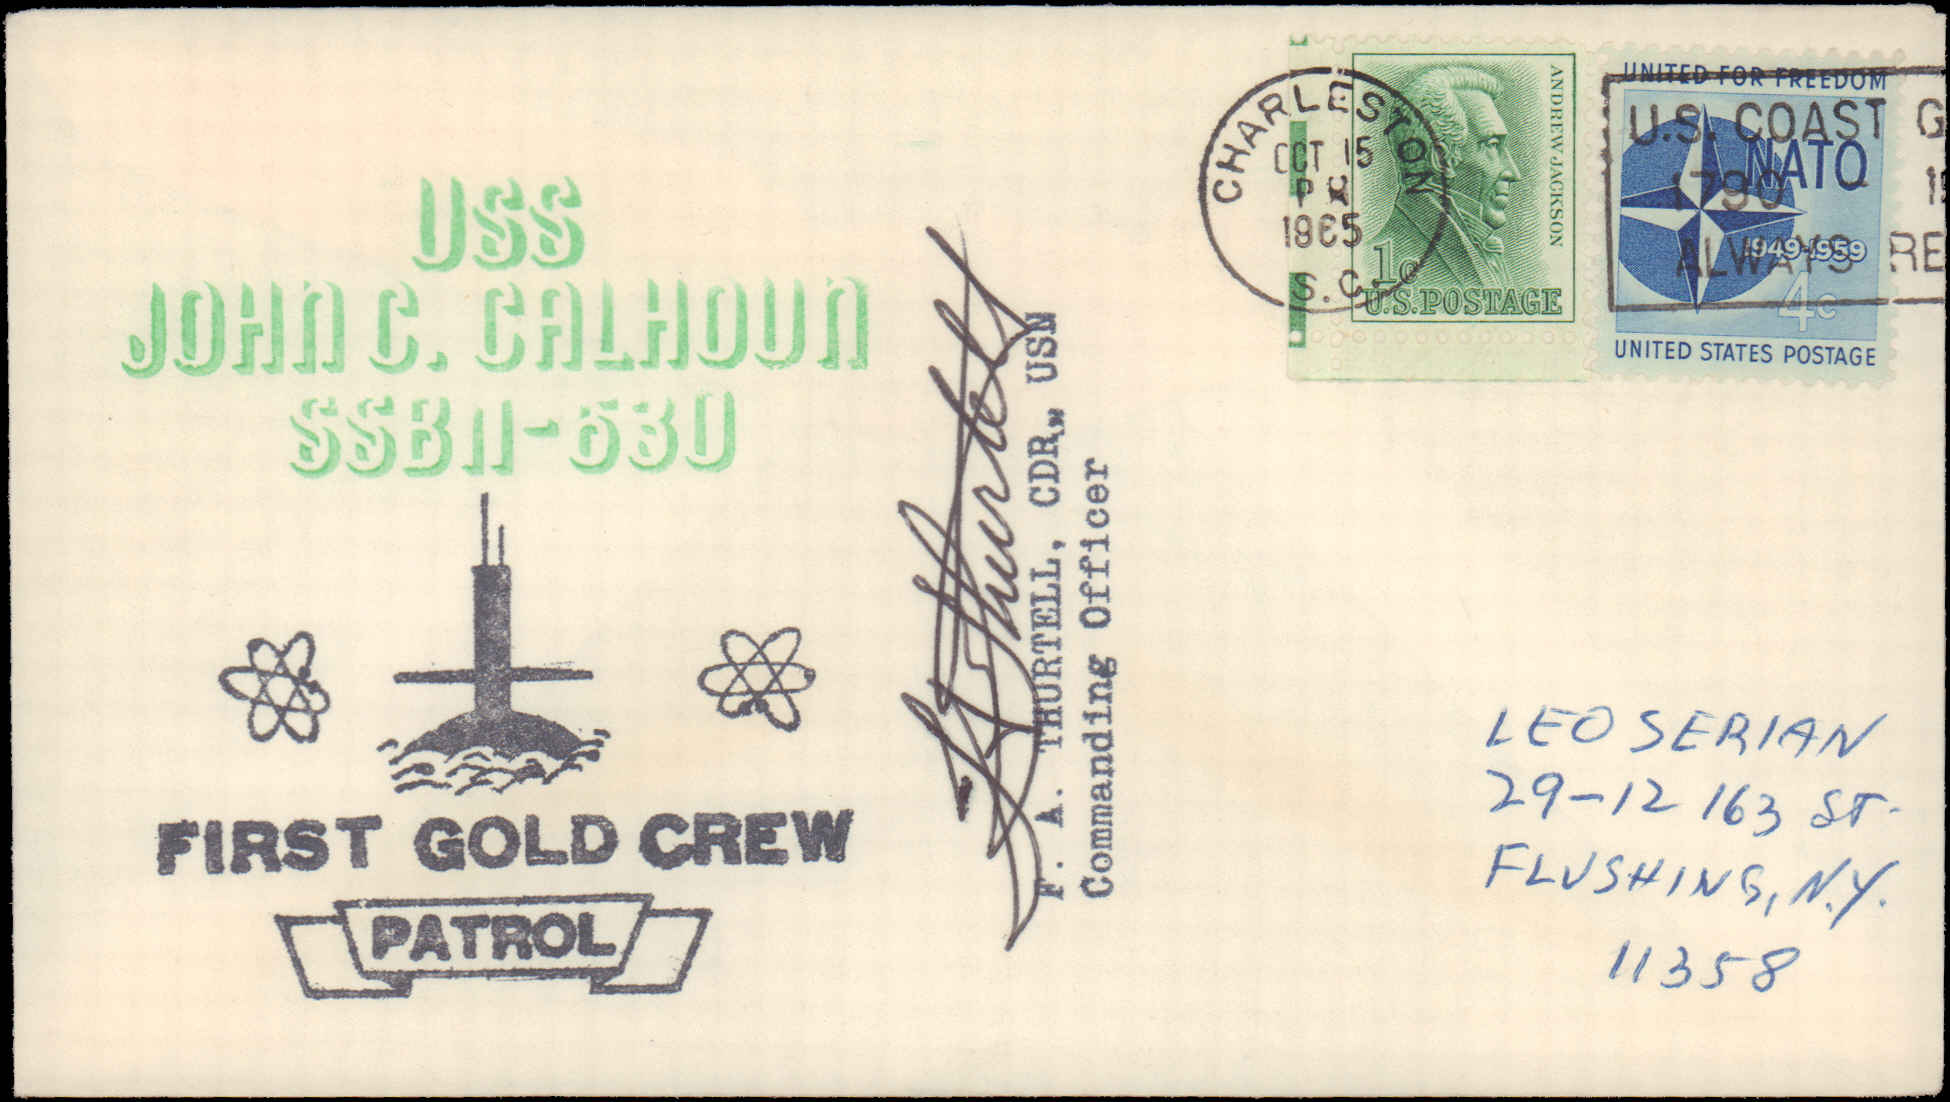 USS
JOHN C. CALHOUN
SSBN-630
FIRST GOLD CREW
PATROL
F. A. Thurtell
F. A. THURTELL, CDR., USN
Commanding Officer
CHARLESTON
OCT 15
PM
1965
S.C.
ANDREW JACKSON
1c
U.S. POSTAGE
UNITED FOR FREEDOM
NATO
1949-1959
4c
UNITED STATES POSTAGE
U.S. COAST G
1790 - 19
ALWAYS RE
LEO SERIAN
29-12 163 ST.
FLUSHING, N.Y.
11358